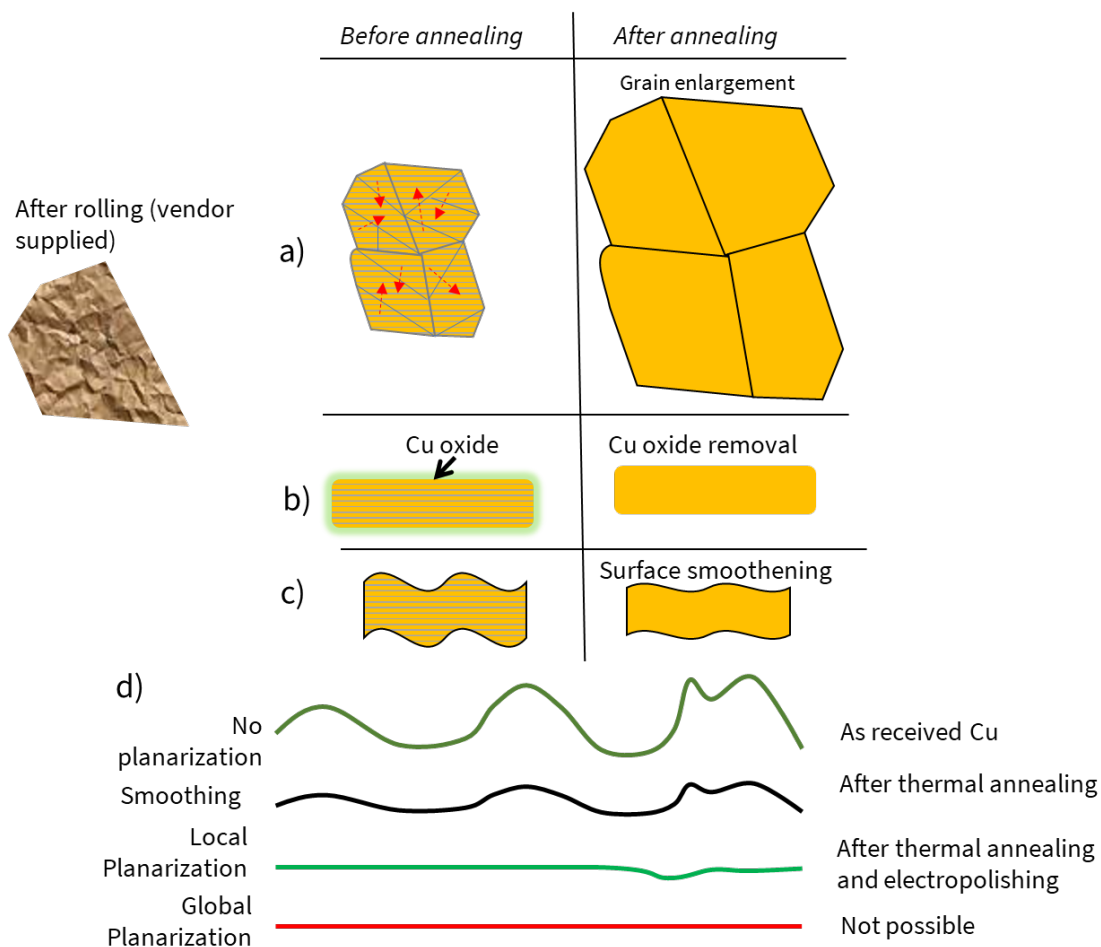 Before annealing
After annealing
Grain enlargement
After rolling (vendor
supplied)
a)
Cu oxide
Cu oxide removal
b)
Surface smoothening
c)
d)
No
planarization
As received Cu
Smoothing
After thermal annealing
Local
Planarization
After thermal annealing
and electropolishing
Global
Planarization
Not possible